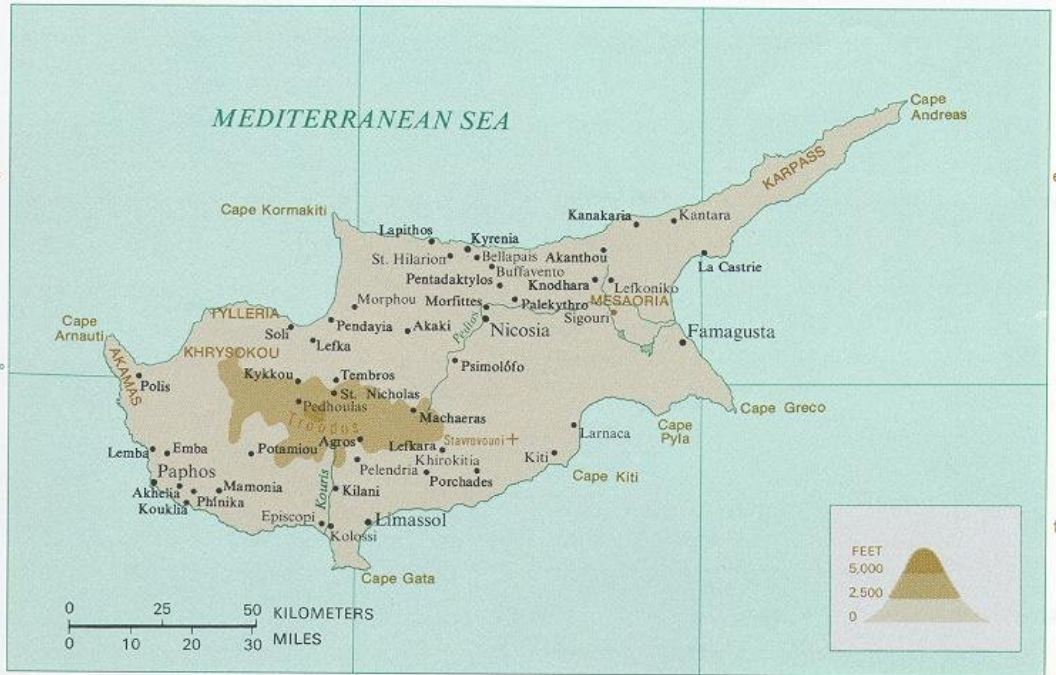 Cape
Andreas
MEDITERRANEAN SEA
KARPASS
Cape Kormakiti
Kanakaria
Kantara
Lapithos
Kyrenia
St. Hilarion
Bellapais
Akanthou
Buffavento
La Castrie
Pentadaktylos
Knodhara
Lefkoniko
Morphou
Morfittes
Palekythro
MESAORIA
TYLLERIA
Sigouri
Cape
Arnauti
Soli
Pendayia
Akaki
Pedias
Nicosia
Famagusta
Lefka
KHRYSOKOU
AKAMAS
Psimolófo
Kykkou
Tembros
Polis
St. Nicholas
Pedhoulas
Machaeras
Cape Greco
Troodos
Cape
Pyla
Larnaca
Agros
Lefkara
Stavrovouni
Lemba
Emba
Potamiou
Khirokitia
Kiti
Paphos
Pelendria
Porchades
Cape Kiti
Akhelia
Mamonia
Kouris
Kilani
Kouklia
Phinika
Episcopi
Limassol
Kolossi
Cape Gata
FEET
5,000
2,500
0
0 25 50 KILOMETERS
0 10 20 30 MILES